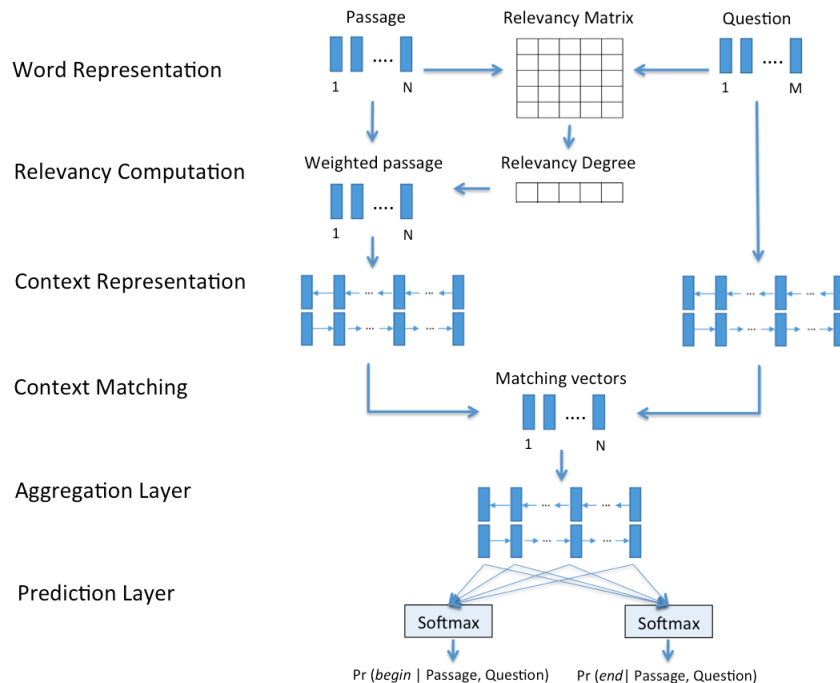 Passage
Relevancy Matrix
Question
Word Representation
....
....
1 N
1 M
Relevancy Computation
Weighted passage
Relevancy Degree
....
1 N
Context Representation
... ...
... ...
... ...
... ...
Context Matching
Matching vectors
....
1 N
Aggregation Layer
... ...
... ...
Prediction Layer
Softmax
Softmax
Pr (begin | Passage, Question)
Pr (end| Passage, Question)